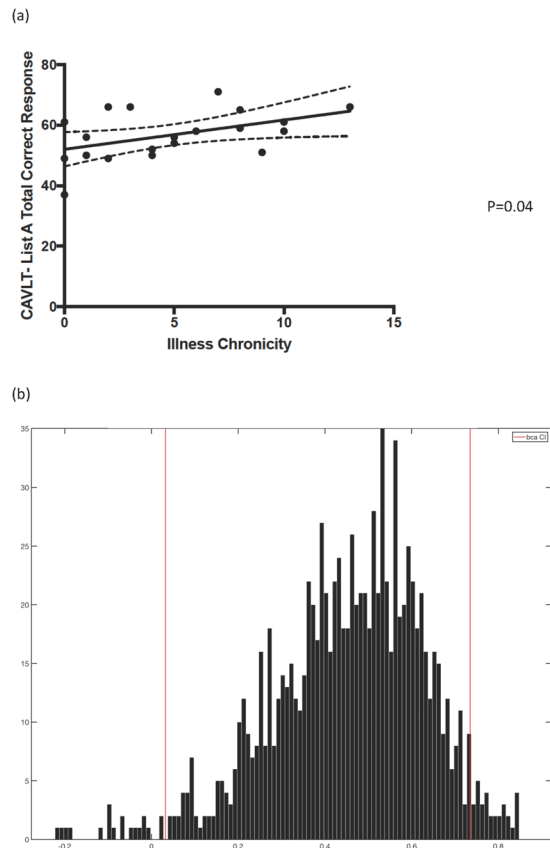 (a)
CAVLT- List A Total Correct Response
80
60
40
20
0
0 5 10 15
Illness Chronicity
P=0.04
(b)
bca CI
35
30
25
20
15
10
5
0
-0.2 0 0.2 0.4 0.6 0.8